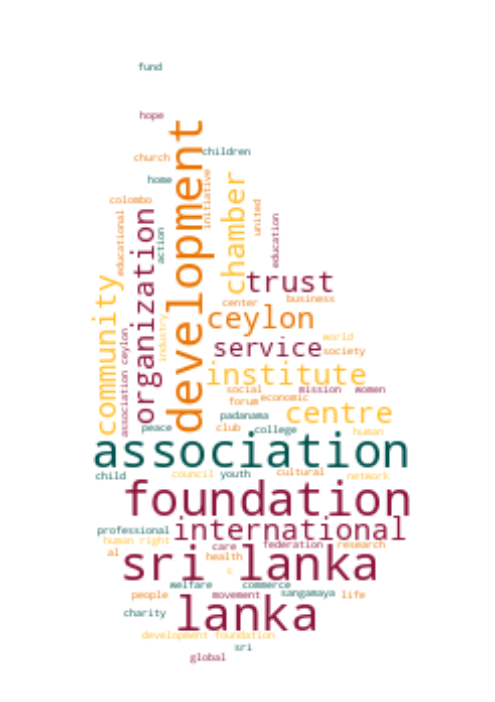 fund
hope
development
children
church
home
initiative
chamber
colombo
united
organization
educational
education
action
trust
community
center
business
ceylon
industry
association ceylon
world
service
society
institute
social
mission
women
forum
economic
centre
padanama
peace
club
college
human
association
child
council
youth
cultural
network
foundation
professional
international
human right
care
federation
research
al
sri lanka
health
s
welfare
commerce
people
movement
sangamaya
life
lanka
charity
development foundation
sri
global